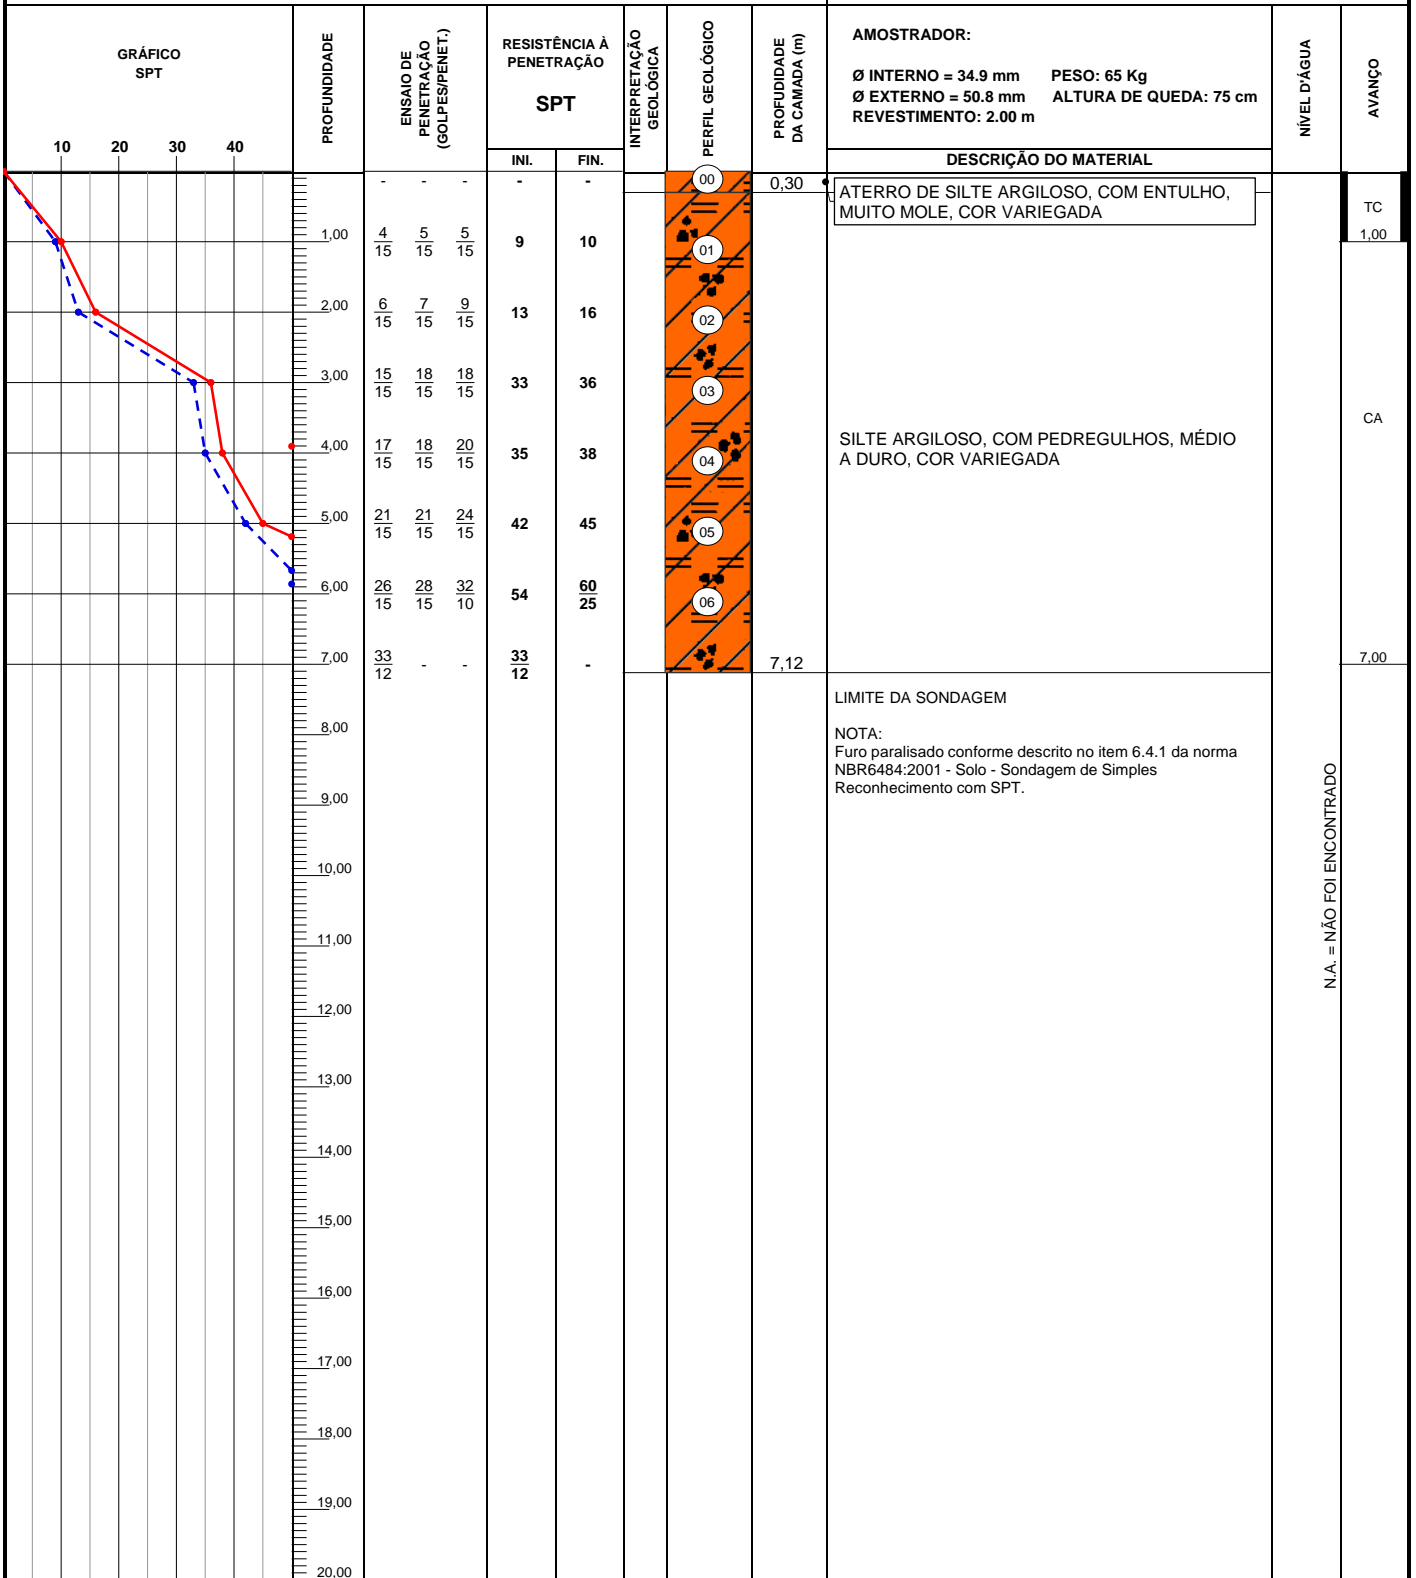 GRÁFICO
SPT
10 20 30 40
PROFUNDIDADE
ENSAIO DE
PENETRAÇÃO
(GOLPES/PENET.)
RESISTÊNCIA À
PENETRAÇÃO
SPT
INI. FIN.
INTERPRETAÇÃO
GEOLÓGICA
PERFIL GEOLÓGICO
PROFUDIDADE
DA CAMADA (m)
AMOSTRADOR:
Ø INTERNO = 34.9 mm PESO: 65 Kg
Ø EXTERNO = 50.8 mm ALTURA DE QUEDA: 75 cm
REVESTIMENTO: 2.00 m
DESCRIÇÃO DO MATERIAL
NÍVEL D'ÁGUA
AVANÇO
- - - - - 00 0,30
ATERRO DE SILTE ARGILOSO, COM ENTULHO,
MUITO MOLE, COR VARIEGADA
TC
1,00
1,00 4/15 5/15 5/15 9 10 01
2,00 6/15 7/15 9/15 13 16 02
3,00 15/15 18/15 18/15 33 36 03
CA
4,00 17/15 18/15 20/15 35 38 04
SILTE ARGILOSO, COM PEDREGULHOS, MÉDIO
A DURO, COR VARIEGADA
5,00 21/15 21/15 24/15 42 45 05
6,00 26/15 28/15 32/10 54 60/25 06
7,00 33/12 - - 33/12 - 7,12
7,00
LIMITE DA SONDAGEM
NOTA:
Furo paralisado conforme descrito no item 6.4.1 da norma
NBR6484:2001 - Solo - Sondagem de Simples
Reconhecimento com SPT.
N.A. = NÃO FOI ENCONTRADO
8,00
9,00
10,00
11,00
12,00
13,00
14,00
15,00
16,00
17,00
18,00
19,00
20,00